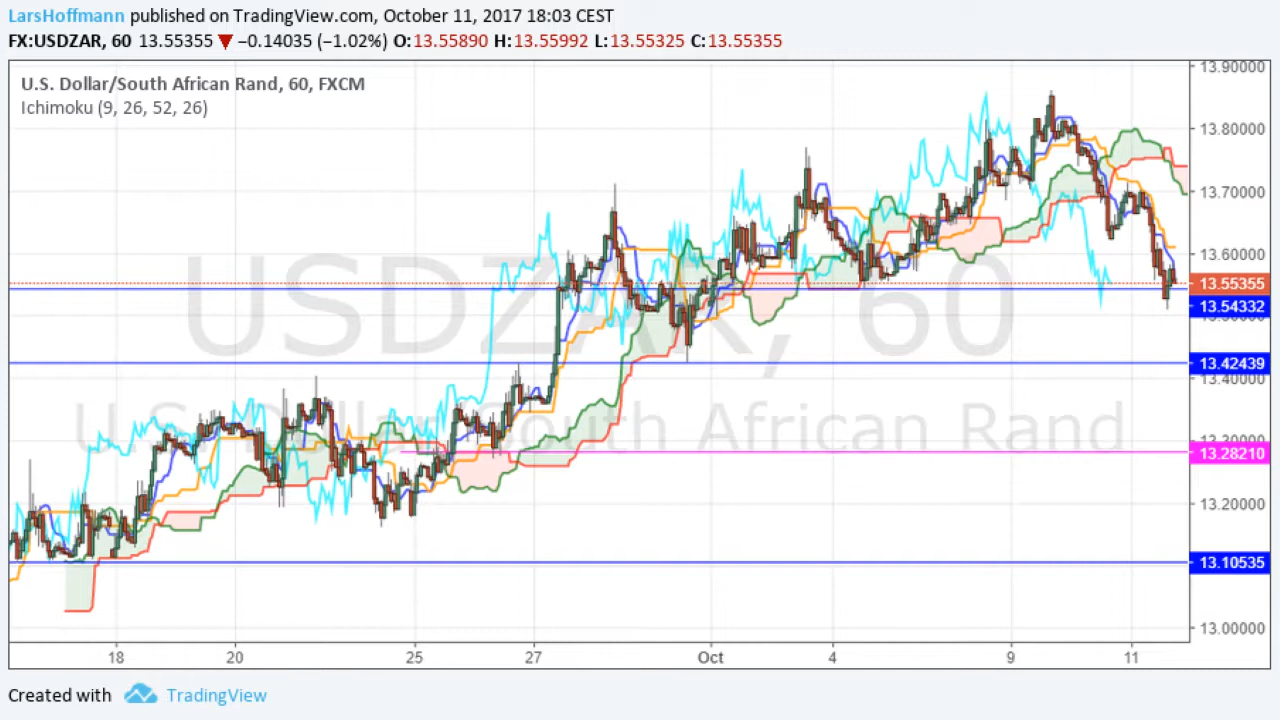 LarsHoffmann published on TradingView.com, October 11, 2017 18:03 CEST
FX:USDZAR, 60 13.55355 ▼ −0.14035 (−1.02%) O:13.55890 H:13.55992 L:13.55325 C:13.55355
U.S. Dollar/South African Rand, 60, FXCM
Ichimoku (9, 26, 52, 26)
USDZAR, 60
U.S. Dollar/South African Rand
13.90000
13.80000
13.70000
13.60000
13.55355
13.54332
13.50000
13.42439
13.40000
13.30000
13.28210
13.20000
13.10535
13.00000
18 20 25 27 Oct 4 9 11
Created with TradingView